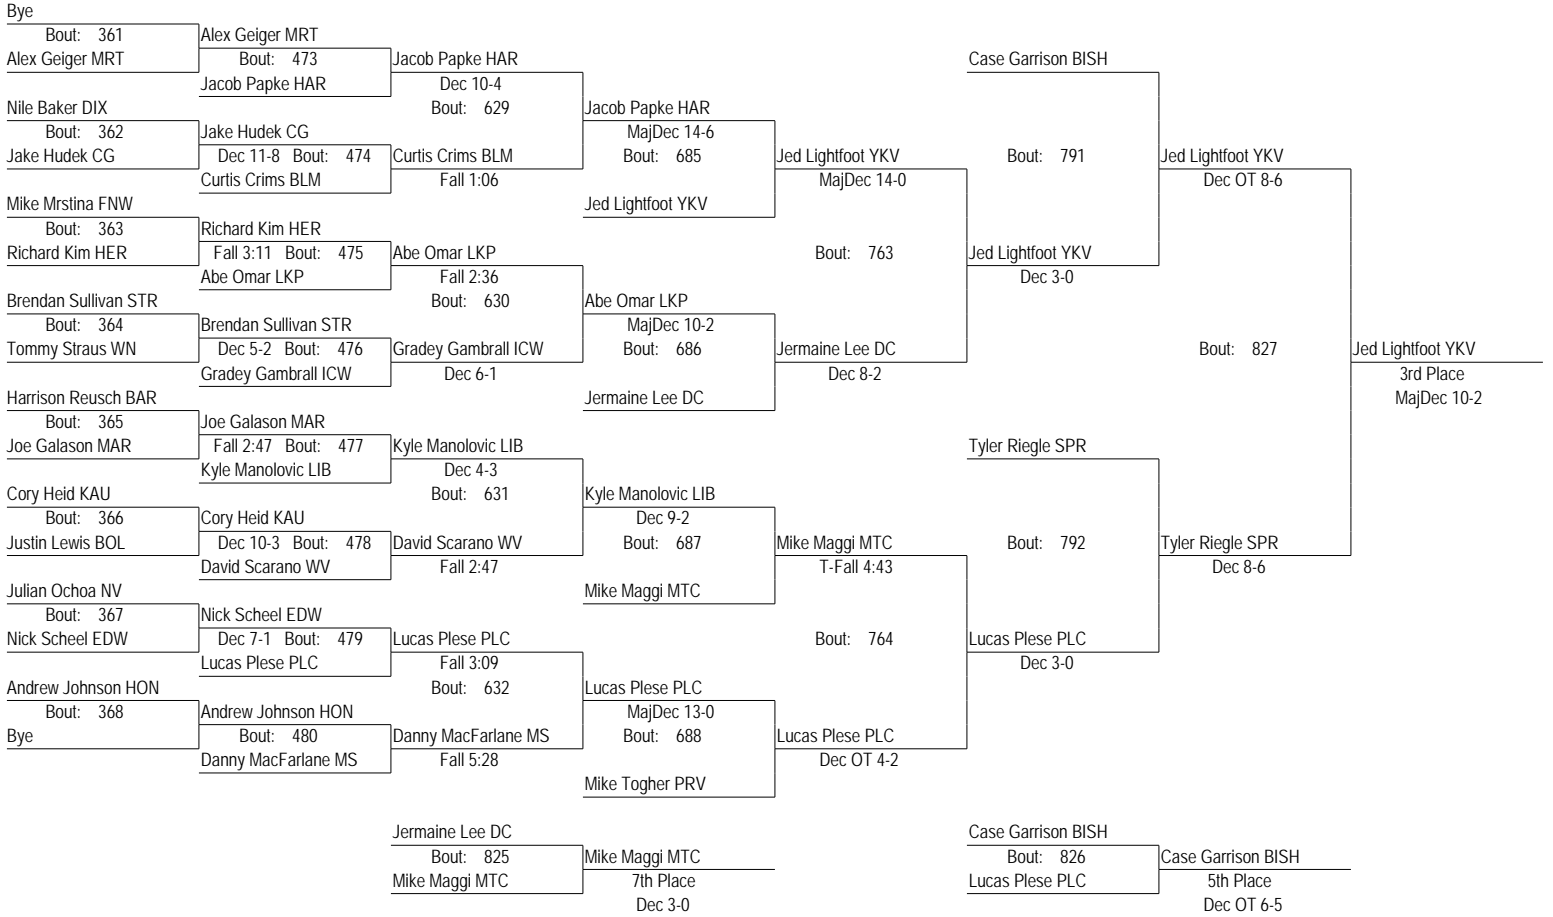 Bye
Bout: 361
Alex Geiger MRT
Alex Geiger MRT
Bout: 473
Jacob Papke HAR
Jacob Papke HAR
Dec 10-4
Bout: 629
Case Garrison BISH
Nile Baker DIX
Bout: 362
Jake Hudek CG
Jake Hudek CG
Dec 11-8 Bout: 474
Curtis Crims BLM
Curtis Crims BLM
Fall 1:06
Jacob Papke HAR
MajDec 14-6
Bout: 685
Jed Lightfoot YKV
Jed Lightfoot YKV
MajDec 14-0
Bout: 791
Jed Lightfoot YKV
Dec OT 8-6
Mike Mrstina FNW
Bout: 363
Richard Kim HER
Richard Kim HER
Fall 3:11 Bout: 475
Abe Omar LKP
Abe Omar LKP
Fall 2:36
Bout: 630
Bout: 763
Jed Lightfoot YKV
Dec 3-0
Brendan Sullivan STR
Bout: 364
Tommy Straus WN
Brendan Sullivan STR
Dec 5-2 Bout: 476
Gradey Gambrall ICW
Gradey Gambrall ICW
Dec 6-1
Abe Omar LKP
MajDec 10-2
Bout: 686
Jermaine Lee DC
Jermaine Lee DC
Dec 8-2
Bout: 827
Jed Lightfoot YKV
3rd Place
MajDec 10-2
Harrison Reusch BAR
Bout: 365
Joe Galason MAR
Joe Galason MAR
Fall 2:47 Bout: 477
Kyle Manolovic LIB
Kyle Manolovic LIB
Dec 4-3
Bout: 631
Tyler Riegle SPR
Cory Heid KAU
Bout: 366
Justin Lewis BOL
Cory Heid KAU
Dec 10-3 Bout: 478
David Scarano WV
David Scarano WV
Fall 2:47
Kyle Manolovic LIB
Dec 9-2
Bout: 687
Mike Maggi MTC
Mike Maggi MTC
T-Fall 4:43
Bout: 792
Tyler Riegle SPR
Dec 8-6
Julian Ochoa NV
Bout: 367
Nick Scheel EDW
Nick Scheel EDW
Dec 7-1 Bout: 479
Lucas Plese PLC
Lucas Plese PLC
Fall 3:09
Bout: 632
Bout: 764
Lucas Plese PLC
Dec 3-0
Andrew Johnson HON
Bout: 368
Bye
Andrew Johnson HON
Bout: 480
Danny MacFarlane MS
Danny MacFarlane MS
Fall 5:28
Lucas Plese PLC
MajDec 13-0
Bout: 688
Mike Togher PRV
Lucas Plese PLC
Dec OT 4-2
Jermaine Lee DC
Bout: 825
Mike Maggi MTC
Mike Maggi MTC
7th Place
Dec 3-0
Case Garrison BISH
Bout: 826
Lucas Plese PLC
Case Garrison BISH
5th Place
Dec OT 6-5